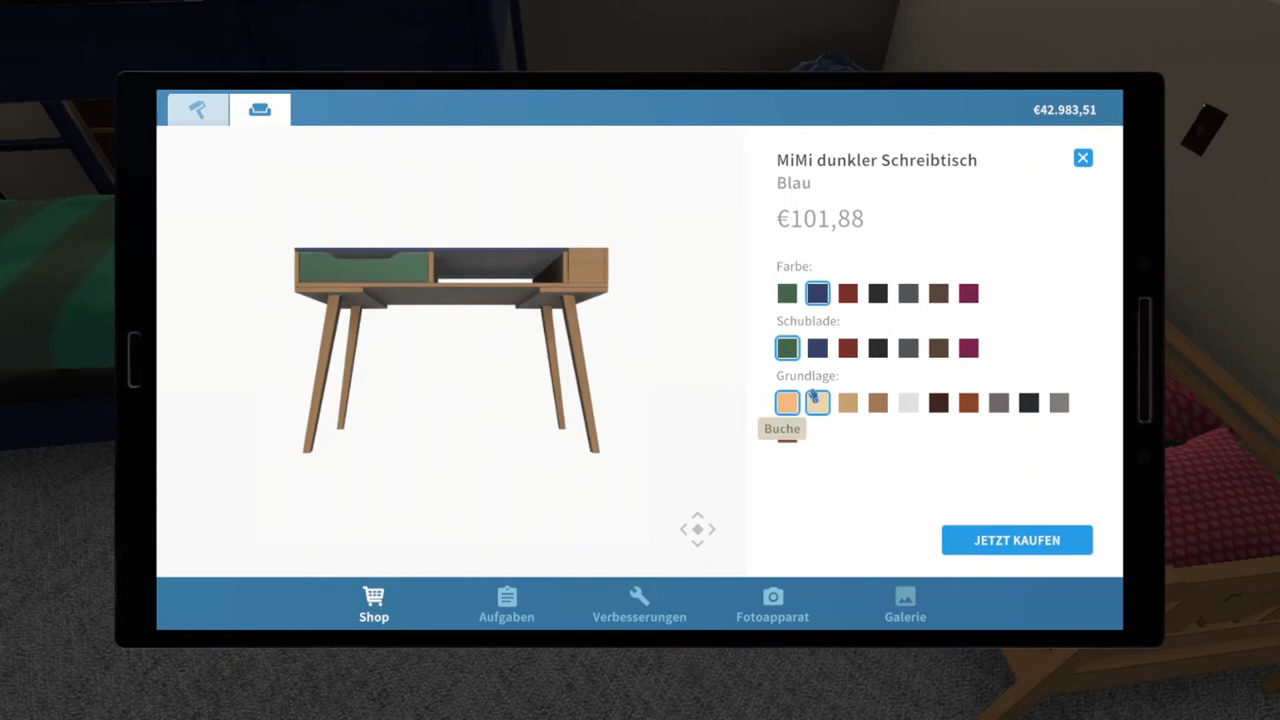 €42.983,51
MiMi dunkler Schreibtisch
Blau
€101,88
Farbe:
Schublade:
Grundlage:
Buche
JETZT KAUFEN
Shop
Aufgaben
Verbesserungen
Fotoapparat
Galerie